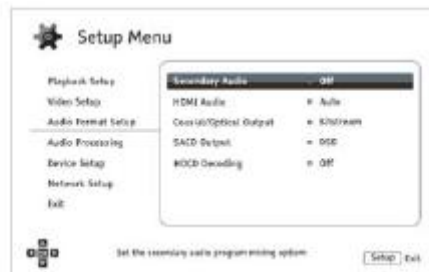 Setup Menu
Playback Setup
Video Setup
Audio Format Setup
Audio Processing
Device Setup
Network Setup
Exit
Secondary Audio - Off
HDMI Audio = Auto
Coaxial/Optical Output = Bitstream
SACD Output = DSD
HDCD Decoding = Off
Set the secondary audio program mixing option
Setup Exit